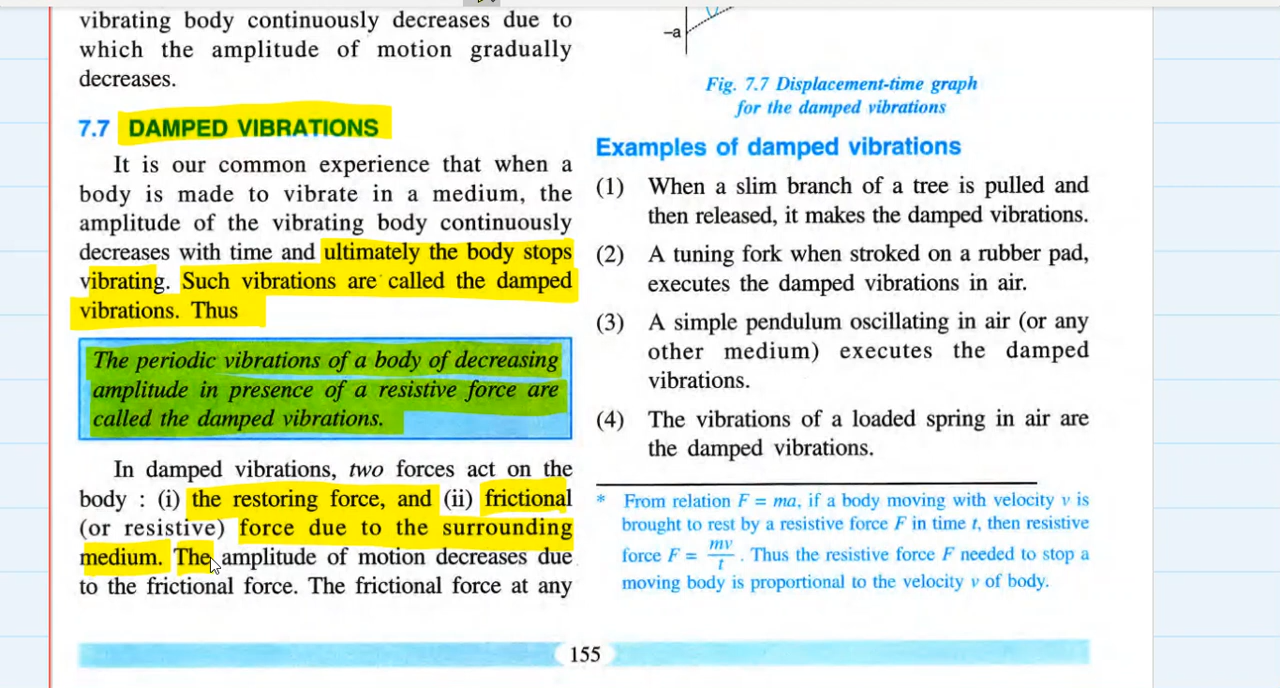 vibrating body continuously decreases due to
which the amplitude of motion gradually
decreases.
7.7 DAMPED VIBRATIONS
It is our common experience that when a
body is made to vibrate in a medium, the
amplitude of the vibrating body continuously
decreases with time and ultimately the body stops
vibrating. Such vibrations are called the damped
vibrations. Thus
The periodic vibrations of a body of decreasing
amplitude in presence of a resistive force are
called the damped vibrations.
In damped vibrations, two forces act on the
body : (i) the restoring force, and (ii) frictional
(or resistive) force due to the surrounding
medium. The amplitude of motion decreases due
to the frictional force. The frictional force at any
–a
Fig. 7.7 Displacement-time graph
for the damped vibrations
Examples of damped vibrations
(1) When a slim branch of a tree is pulled and
then released, it makes the damped vibrations.
(2) A tuning fork when stroked on a rubber pad,
executes the damped vibrations in air.
(3) A simple pendulum oscillating in air (or any
other medium) executes the damped
vibrations.
(4) The vibrations of a loaded spring in air are
the damped vibrations.
* From relation F = ma, if a body moving with velocity v is
brought to rest by a resistive force F in time t, then resistive
force F = mv/t . Thus the resistive force F needed to stop a
moving body is proportional to the velocity v of body.
155